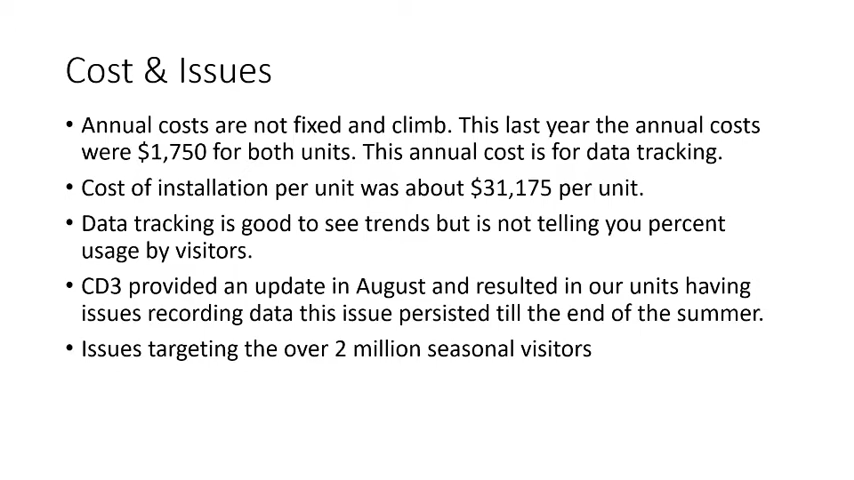 Cost & Issues
• Annual costs are not fixed and climb. This last year the annual costs
were $1,750 for both units. This annual cost is for data tracking.
• Cost of installation per unit was about $31,175 per unit.
• Data tracking is good to see trends but is not telling you percent
usage by visitors.
• CD3 provided an update in August and resulted in our units having
issues recording data this issue persisted till the end of the summer.
• Issues targeting the over 2 million seasonal visitors